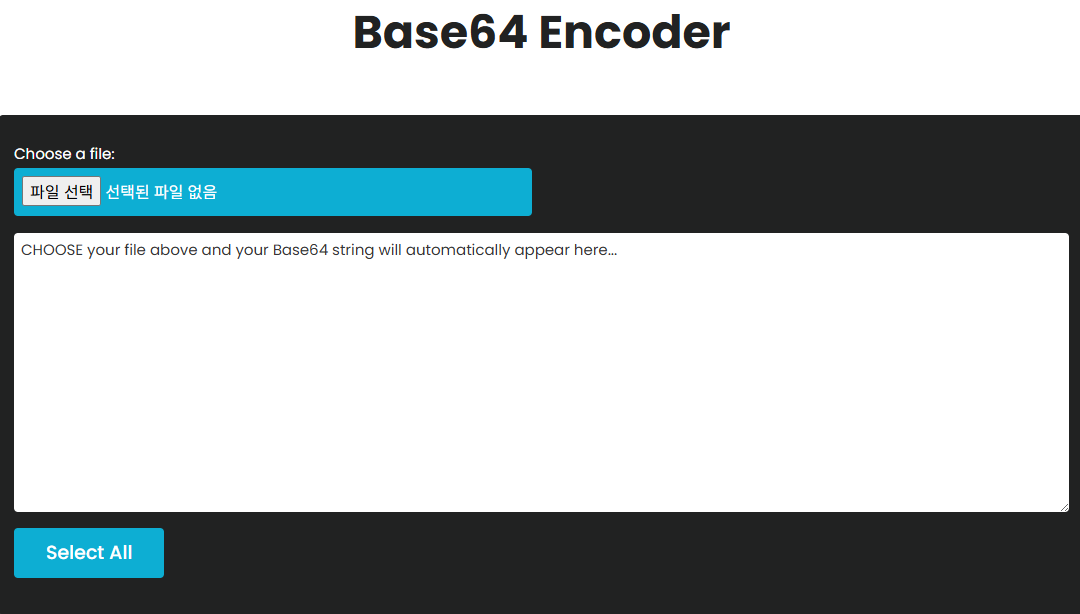 Base64 Encoder
Choose a file:
파일 선택 선택된 파일 없음
CHOOSE your file above and your Base64 string will automatically appear here...
Select All